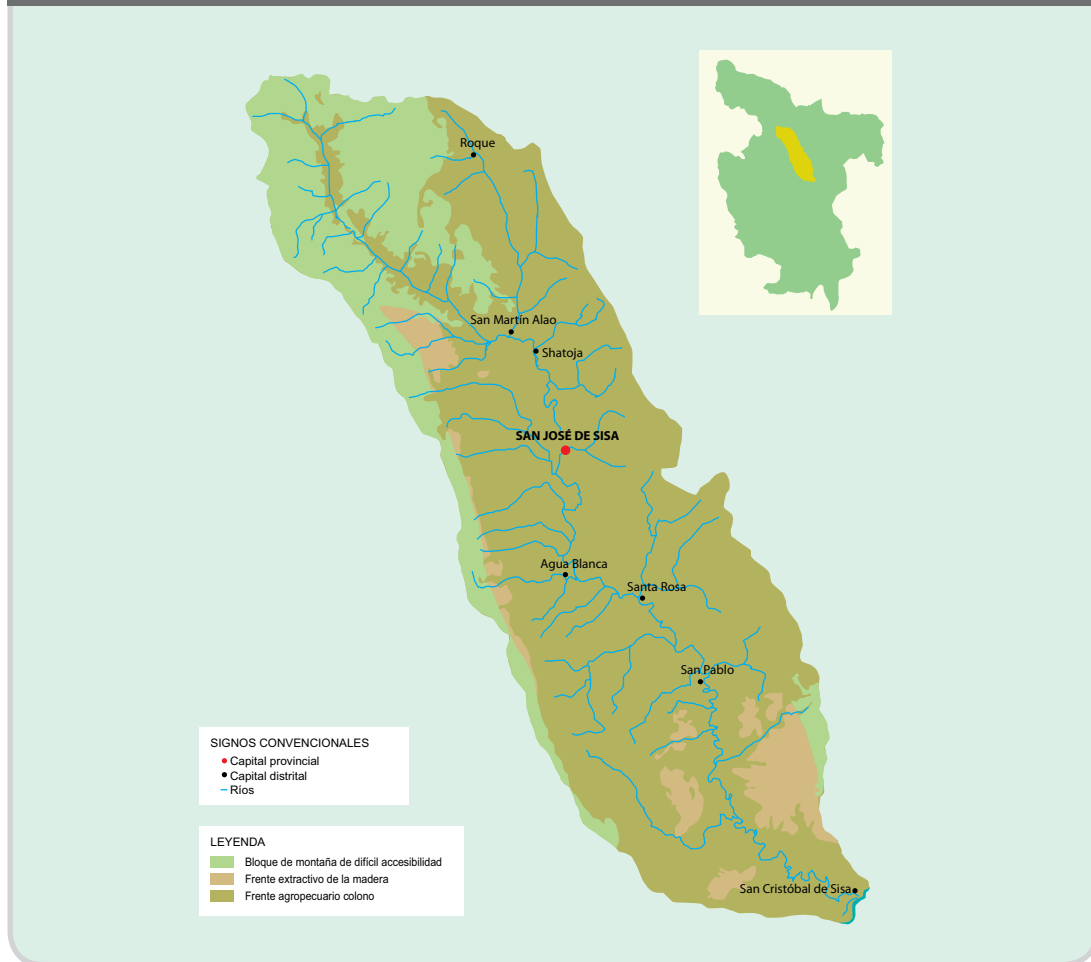 Roque
San Martín Alao
Shatoja
SAN JOSÉ DE SISA
Agua Blanca
Santa Rosa
San Pablo
San Cristóbal de Sisa
SIGNOS CONVENCIONALES
Capital provincial
Capital distrital
Ríos
LEYENDA
Bloque de montaña de difícil accesibilidad
Frente extractivo de la madera
Frente agropecuario colono